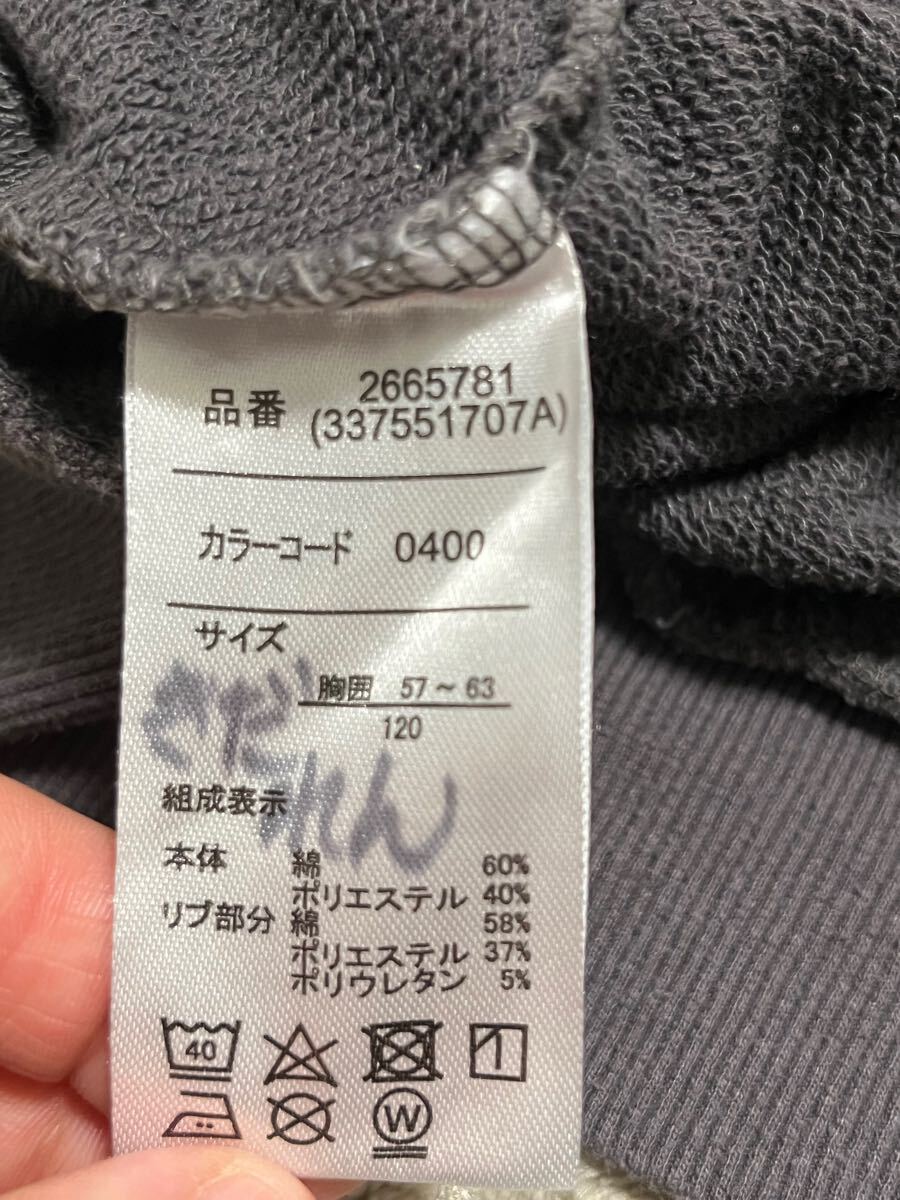 品番 2665781
(337551707A)
カラーコード 0400
サイズ
胸囲 57～63
120
れん
組成表示
本体 綿 60%
ポリエステル 40%
リブ部分 綿 58%
ポリエステル 37%
ポリウレタン 5%
40
W